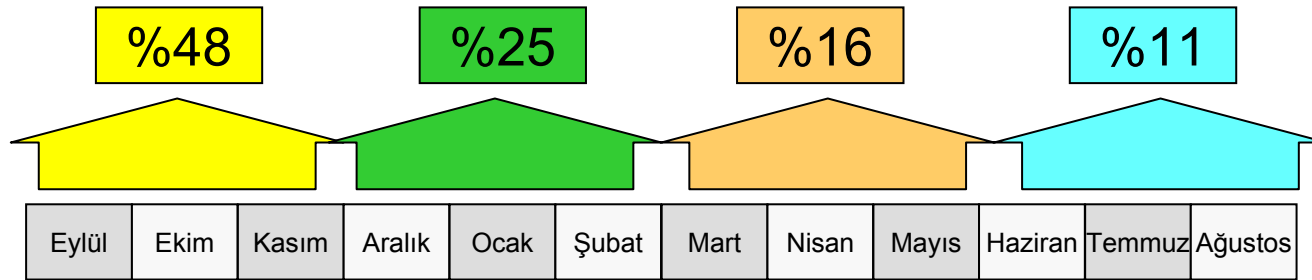 %48 %25 %16 %11
Eylül Ekim Kasım Aralık Ocak Şubat Mart Nisan Mayıs Haziran Temmuz Ağustos